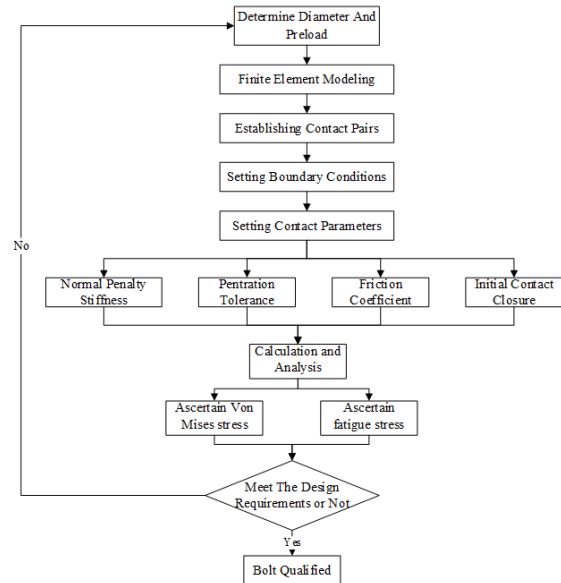 Determine Diameter And
Preload
Finite Element Modeling
Establishing Contact Pairs
Setting Boundary Conditions
Setting Contact Parameters
No
Normal Penalty
Stiffness
Pentration
Tolerance
Friction
Coefficient
Initial Contact
Closure
Calculation and
Analysis
Ascertain Von
Mises stress
Ascertain
fatigue stress
Meet The Design
Requirements or Not
Yes
Bolt Qualified